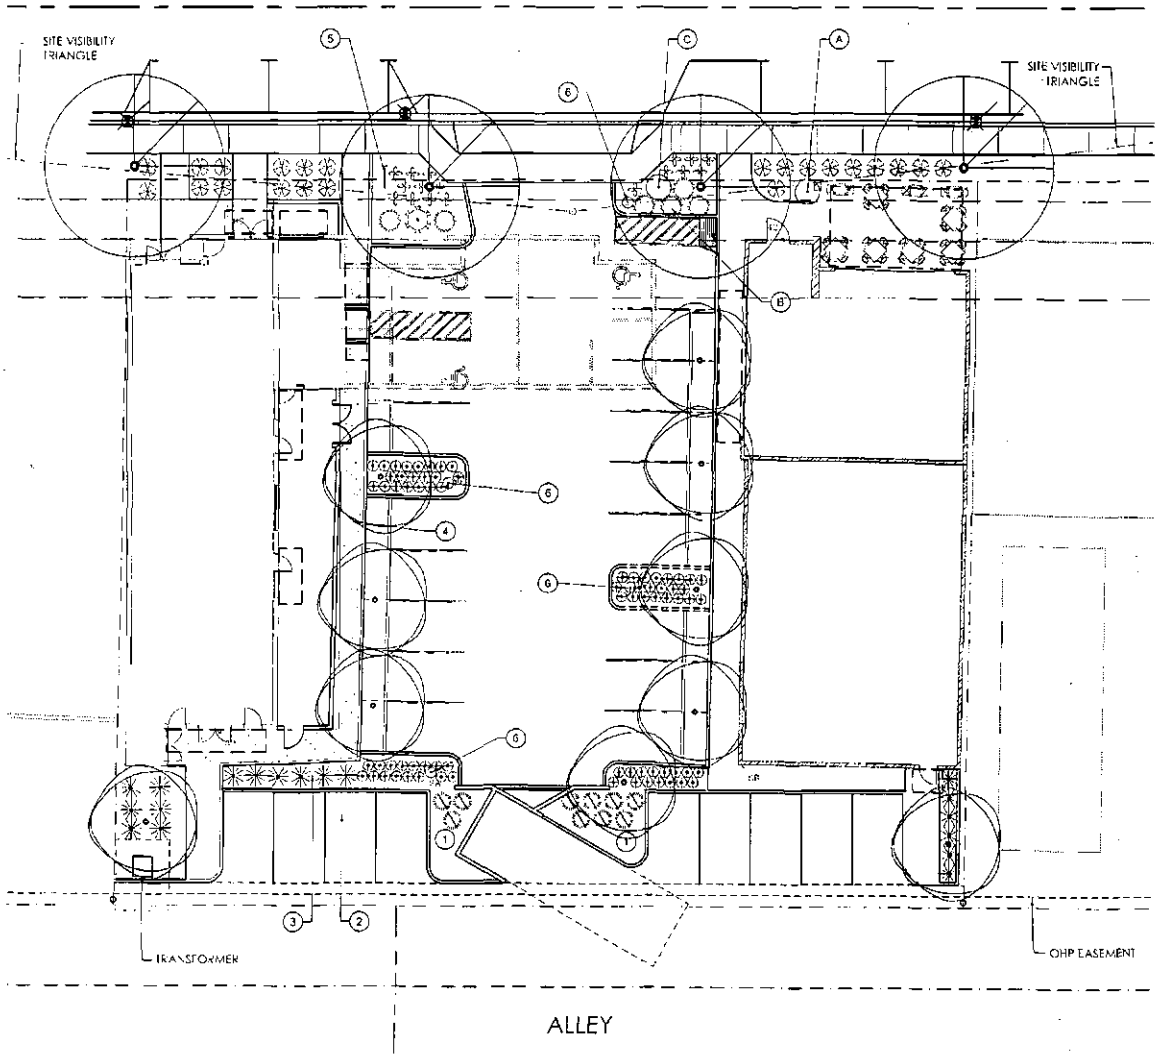 SITE VISIBILITY
TRIANGLE
5
C
A
6
SITE VISIBILITY
TRIANGLE
B
6
4
6
6
1
1
3
2
TRANSFORMER
OHP EASEMENT
ALLEY